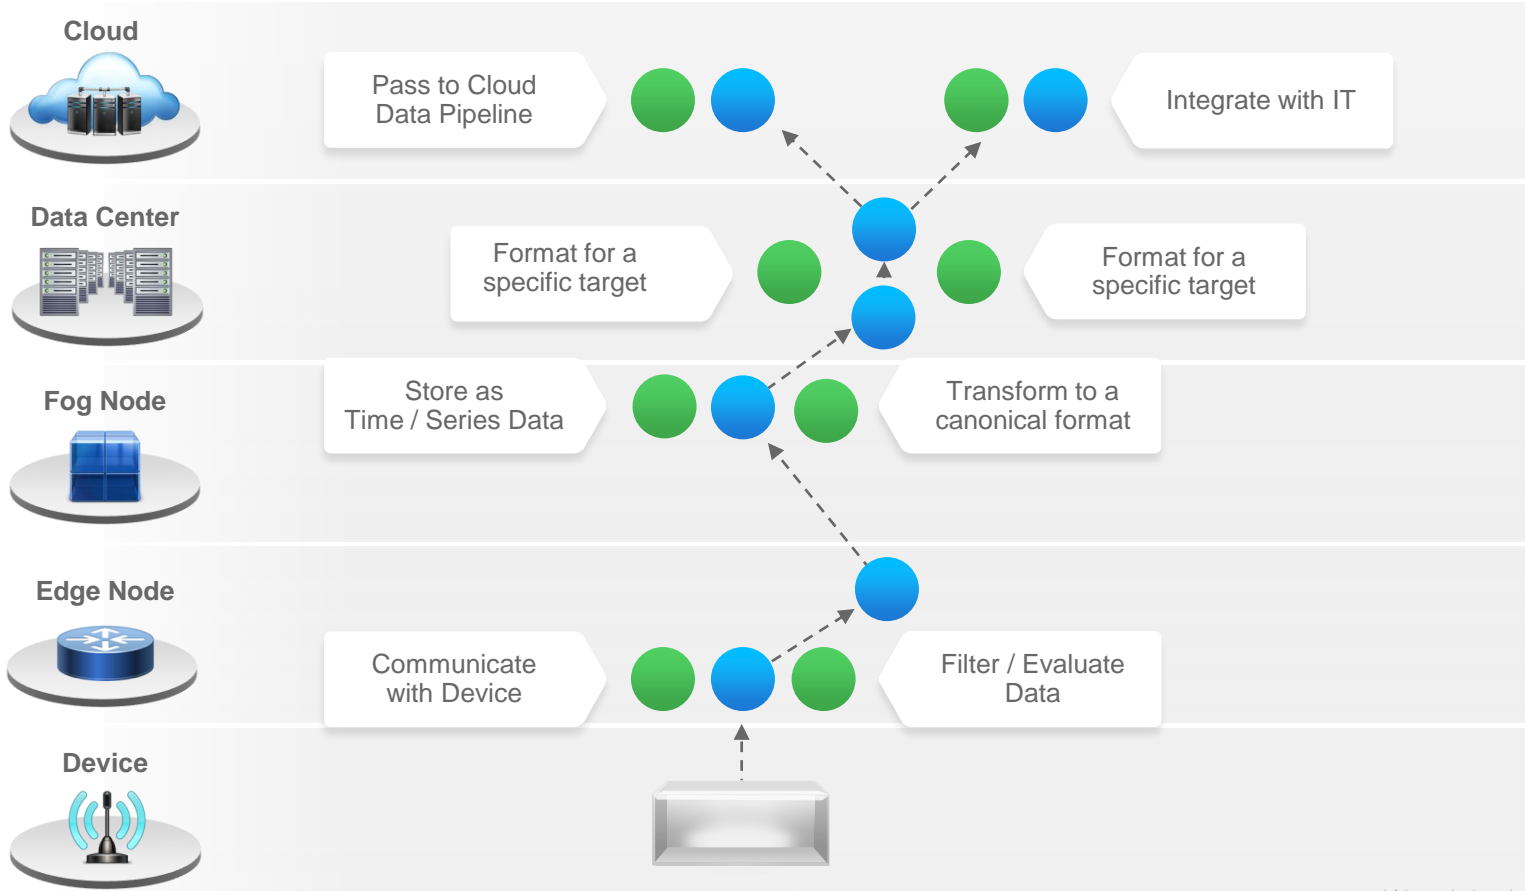 Cloud
Pass to Cloud
Data Pipeline
Integrate with IT
Data Center
Format for a
specific target
Format for a
specific target
Fog Node
Store as
Time / Series Data
Transform to a
canonical format
Edge Node
Communicate
with Device
Filter / Evaluate
Data
Device